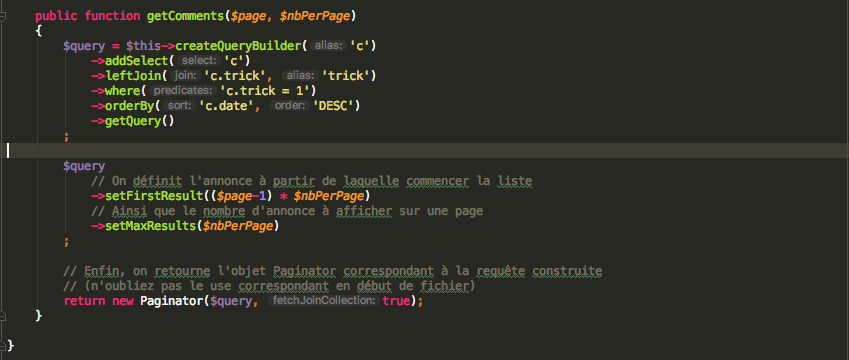 public function getComments($page, $nbPerPage)
{
$query = $this->createQueryBuilder( alias: 'c')
->addSelect( select: 'c')
->leftJoin( join: 'c.trick', alias: 'trick')
->where( predicates: 'c.trick = 1')
->orderBy( sort: 'c.date', order: 'DESC')
->getQuery()
;
$query
// On définit l'annonce à partir de laquelle commencer la liste
->setFirstResult(($page-1) * $nbPerPage)
// Ainsi que le nombre d'annonce à afficher sur une page
->setMaxResults($nbPerPage)
;
// Enfin, on retourne l'objet Paginator correspondant à la requête construite
// (n'oubliez pas le use correspondant en début de fichier)
return new Paginator($query, fetchJoinCollection: true);
}
}